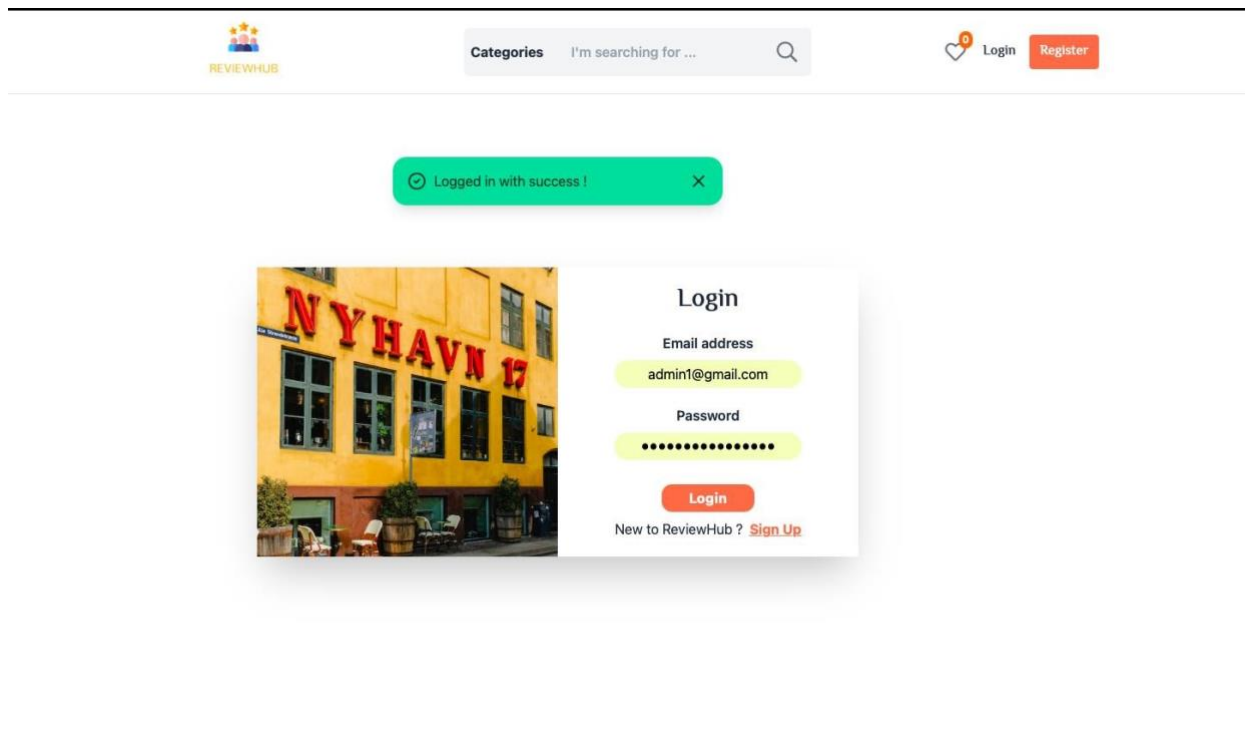 REVIEWHUB
Categories I'm searching for ...
0
Login Register
Logged in with success !
NYHAVN 17
Login
Email address
admin1@gmail.com
Password
Login
New to ReviewHub ? Sign Up